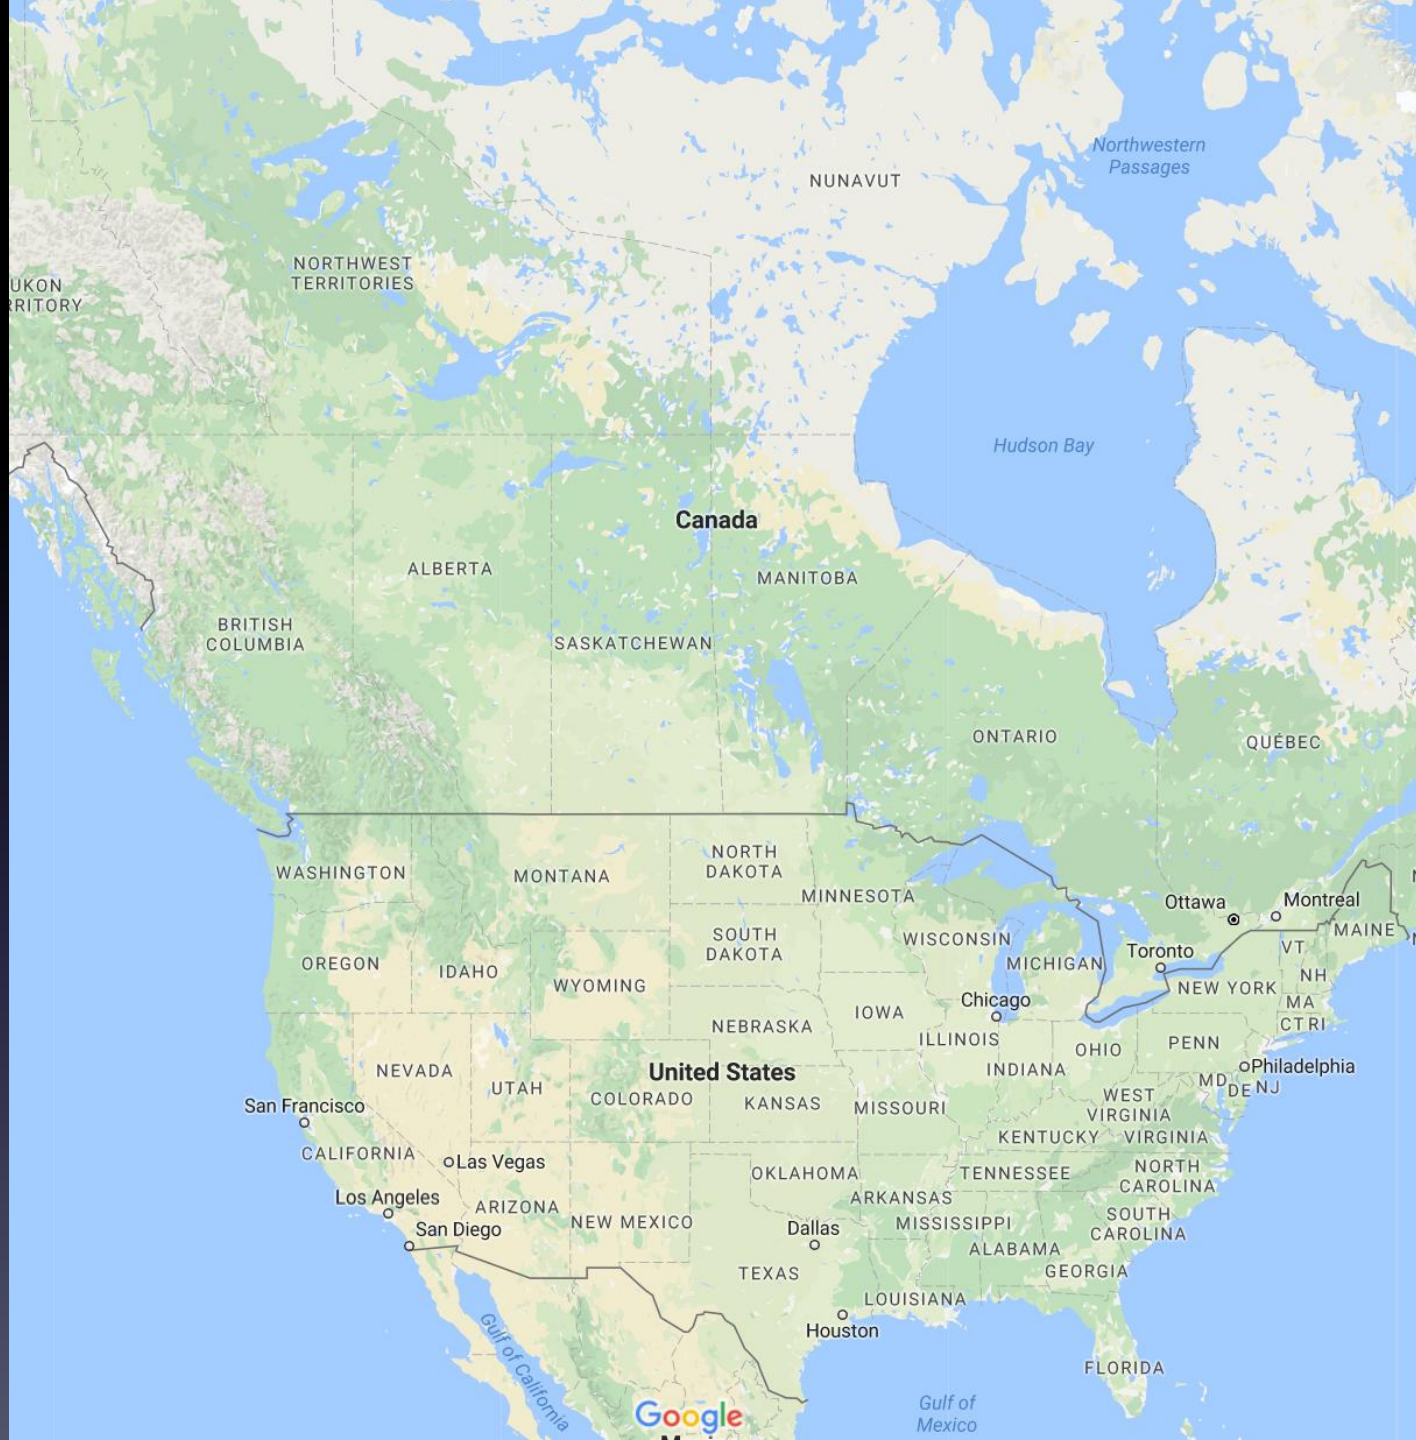 Northwestern
Passages
NUNAVUT
NORTHWEST
TERRITORIES
UKON
RRITORY
Hudson Bay
Canada
ALBERTA
MANITOBA
BRITISH
COLUMBIA
SASKATCHEWAN
ONTARIO
QUÉBEC
NORTH
DAKOTA
WASHINGTON
MONTANA
MINNESOTA
Ottawa
Montreal
MAINE
SOUTH
DAKOTA
WISCONSIN
MICHIGAN
Toronto
VT
NH
OREGON
IDAHO
WYOMING
NEW YORK
MA
CT RI
Chicago
IOWA
NEBRASKA
ILLINOIS
INDIANA
OHIO
PENN
Philadelphia
NEVADA
UTAH
United States
COLORADO
KANSAS
MISSOURI
MD
DE NJ
WEST
VIRGINIA
San Francisco
CALIFORNIA
KENTUCKY
VIRGINIA
Las Vegas
OKLAHOMA
TENNESSEE
NORTH
CAROLINA
Los Angeles
ARIZONA
NEW MEXICO
ARKANSAS
MISSISSIPPI
SOUTH
CAROLINA
San Diego
Dallas
ALABAMA
GEORGIA
TEXAS
LOUISIANA
Houston
FLORIDA
Gulf of California
Gulf of
Mexico
Google